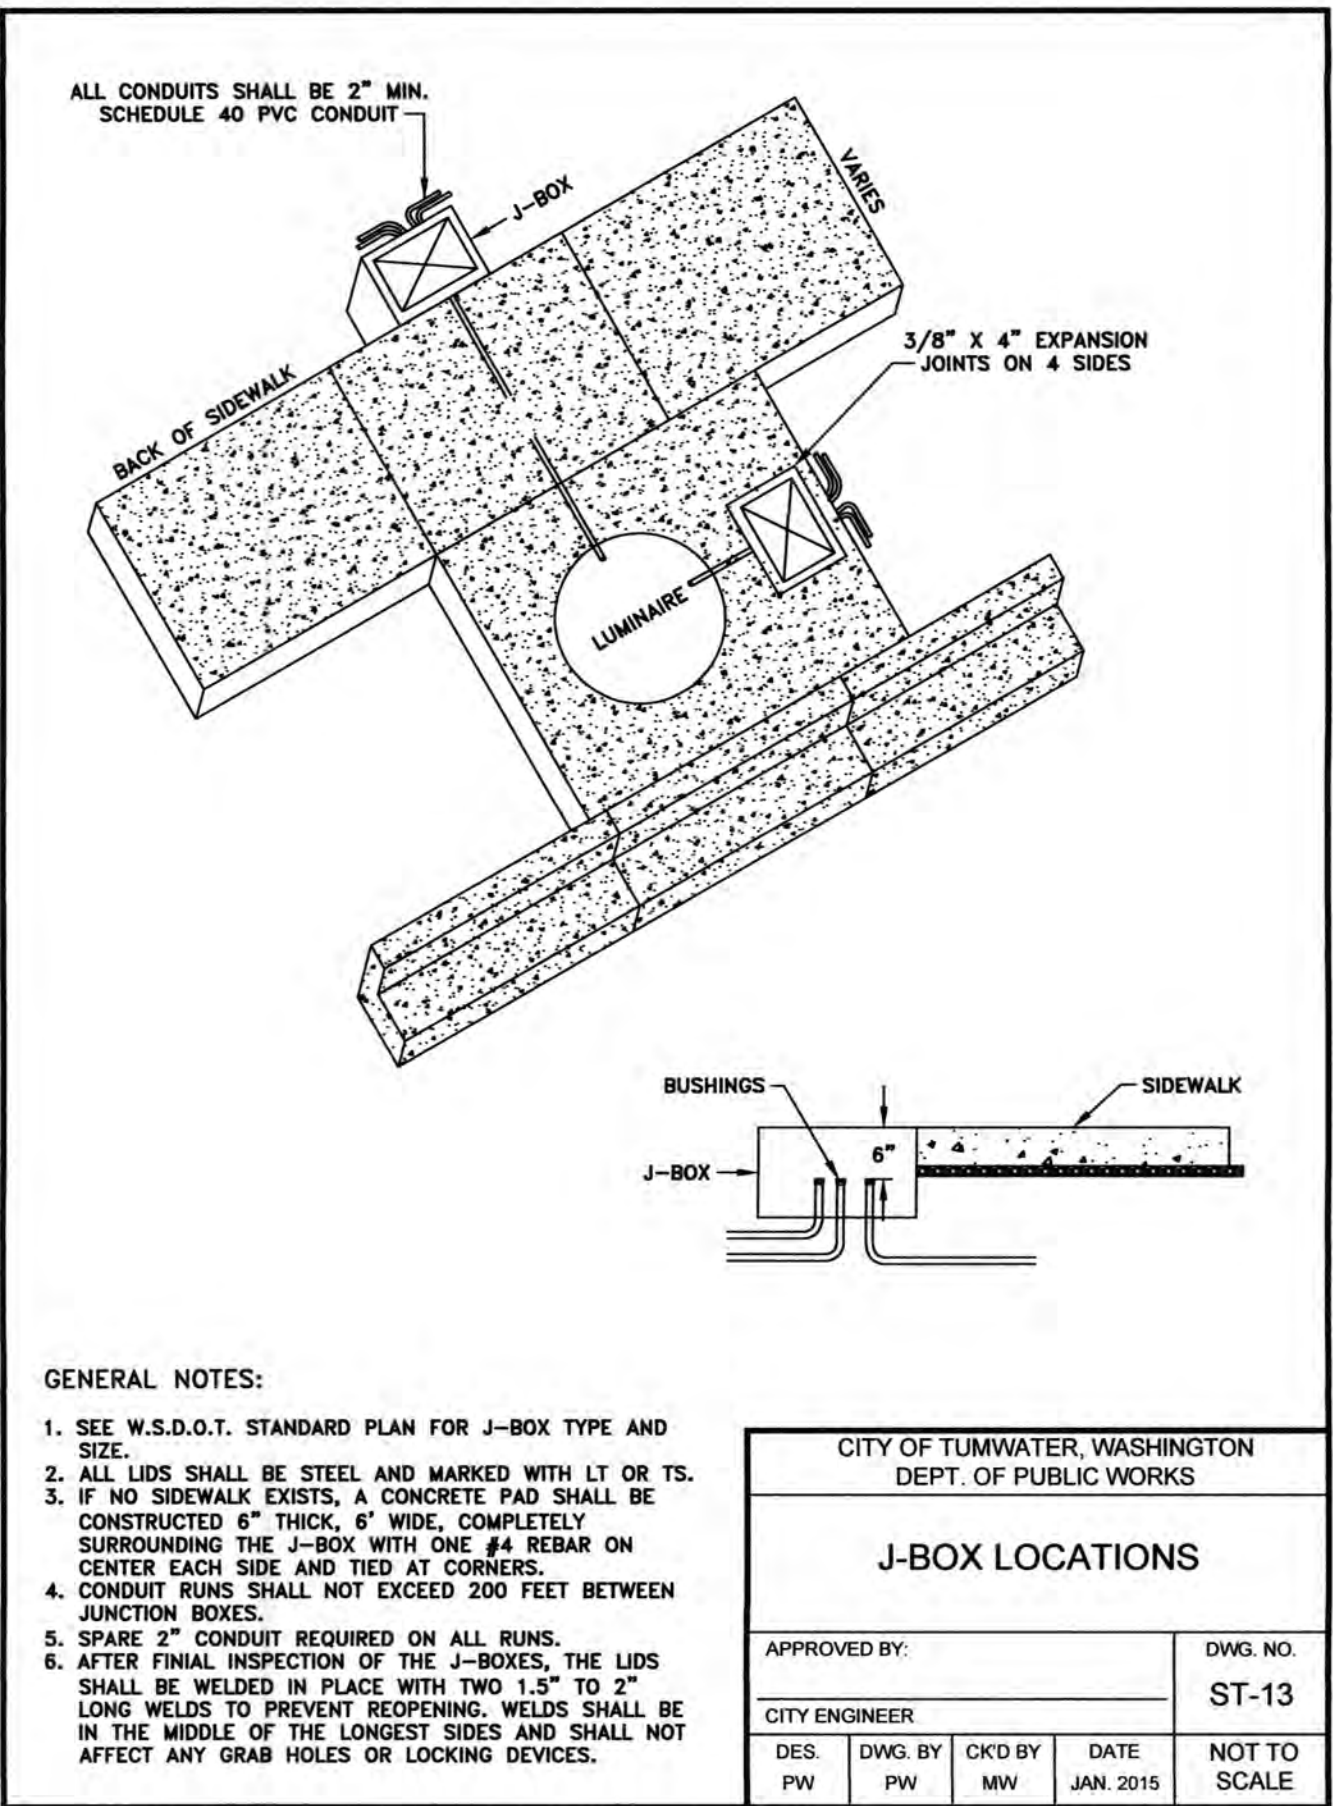 ALL CONDUITS SHALL BE 2" MIN.
SCHEDULE 40 PVC CONDUIT
J-BOX
VARIES
3/8" X 4" EXPANSION
JOINTS ON 4 SIDES
BACK OF SIDEWALK
LUMINAIRE
BUSHINGS
SIDEWALK
6"
J-BOX
GENERAL NOTES:
1. SEE W.S.D.O.T. STANDARD PLAN FOR J-BOX TYPE AND
SIZE.
2. ALL LIDS SHALL BE STEEL AND MARKED WITH LT OR TS.
3. IF NO SIDEWALK EXISTS, A CONCRETE PAD SHALL BE
CONSTRUCTED 6" THICK, 6' WIDE, COMPLETELY
SURROUNDING THE J-BOX WITH ONE #4 REBAR ON
CENTER EACH SIDE AND TIED AT CORNERS.
4. CONDUIT RUNS SHALL NOT EXCEED 200 FEET BETWEEN
JUNCTION BOXES.
5. SPARE 2" CONDUIT REQUIRED ON ALL RUNS.
6. AFTER FINIAL INSPECTION OF THE J-BOXES, THE LIDS
SHALL BE WELDED IN PLACE WITH TWO 1.5" TO 2"
LONG WELDS TO PREVENT REOPENING. WELDS SHALL BE
IN THE MIDDLE OF THE LONGEST SIDES AND SHALL NOT
AFFECT ANY GRAB HOLES OR LOCKING DEVICES.
CITY OF TUMWATER, WASHINGTON
DEPT. OF PUBLIC WORKS
J-BOX LOCATIONS
APPROVED BY:
CITY ENGINEER
DWG. NO.
ST-13
DES.
PW
DWG. BY
PW
CK'D BY
MW
DATE
JAN. 2015
NOT TO
SCALE